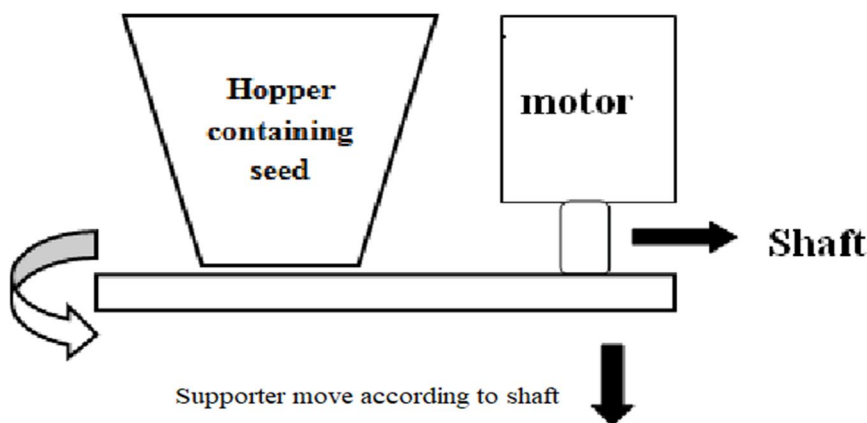 Hopper
containing
seed
motor
Shaft
Supporter move according to shaft